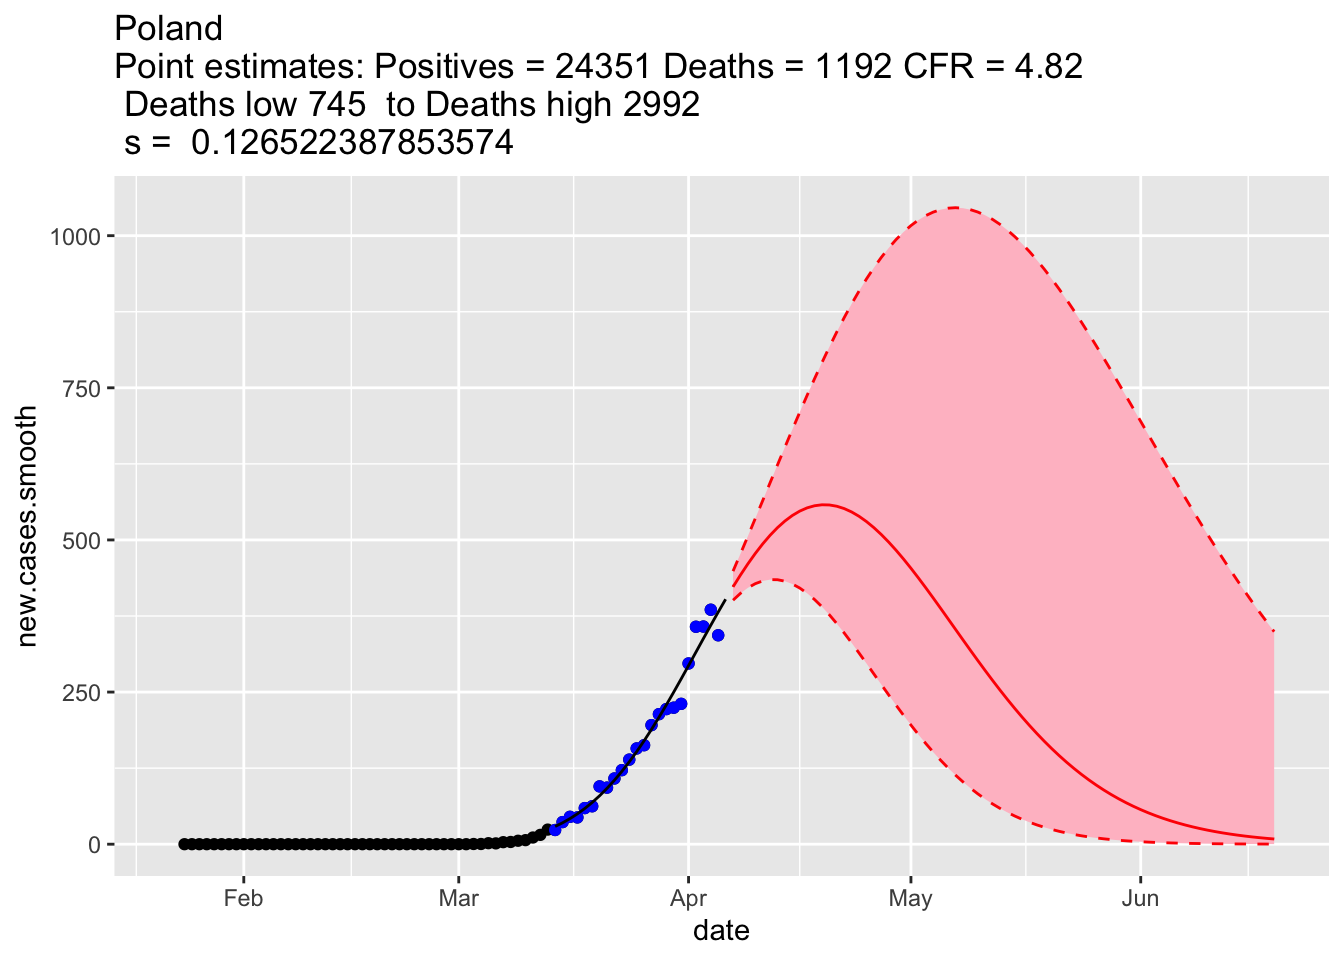 Poland
Point estimates: Positives = 24351 Deaths = 1192 CFR = 4.82
Deaths low 745  to Deaths high 2992
s =  0.126522387853574
new.cases.smooth
1000
750
500
250
0
Feb Mar Apr May Jun
date